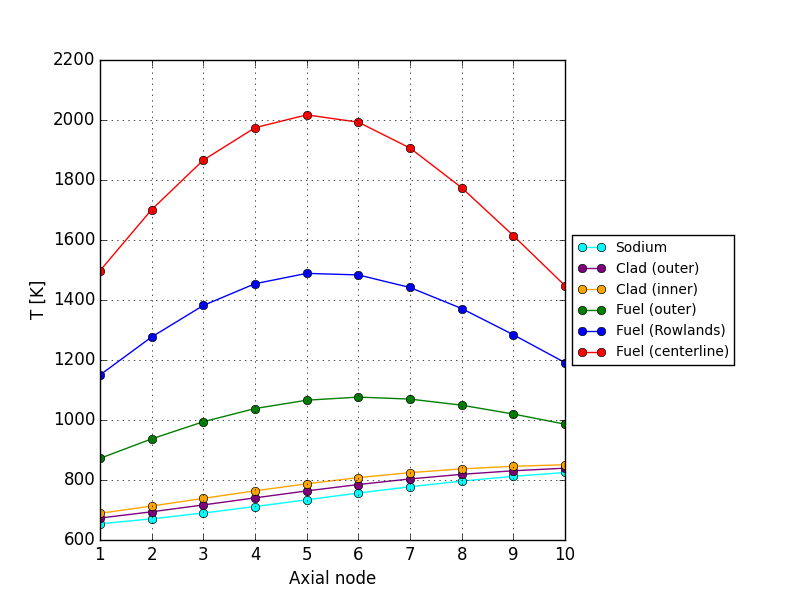 2200
2000
1800
1600
1400
1200
1000
800
600
T [K]
1 2 3 4 5 6 7 8 9 10
Axial node
Sodium
Clad (outer)
Clad (inner)
Fuel (outer)
Fuel (Rowlands)
Fuel (centerline)